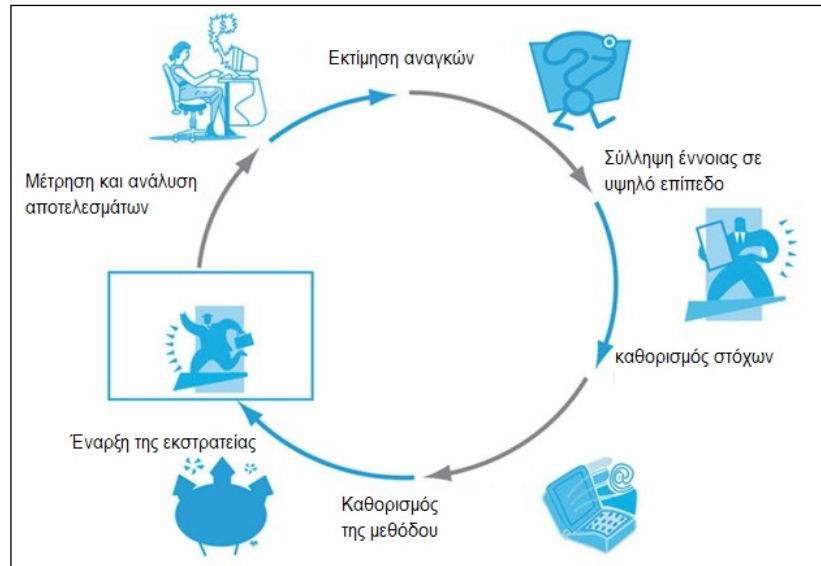 Εκτίμηση αναγκών
Σύλληψη έννοιας σε
υψηλό επίπεδο
καθορισμός στόχων
Καθορισμός
της μεθόδου
Έναρξη της εκστρατείας
Μέτρηση και ανάλυση
αποτελεσμάτων